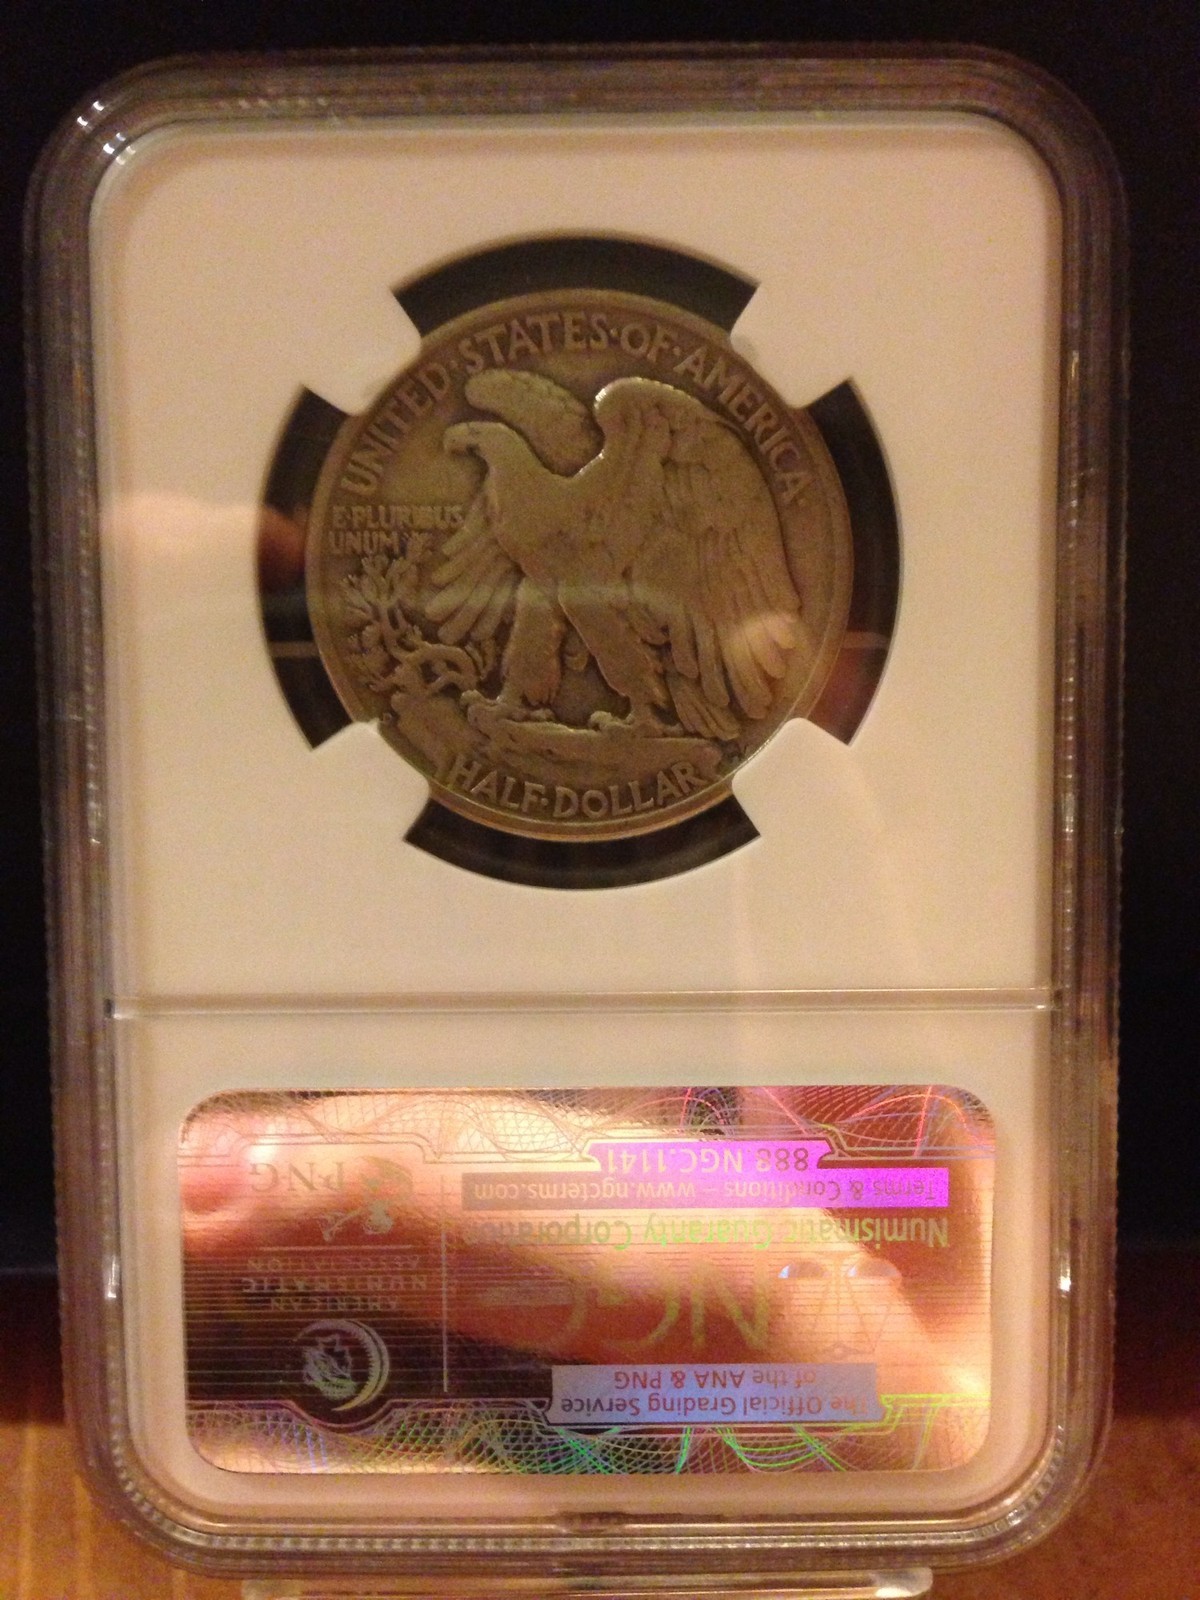 UNITED·STATES·OF·AMERICA·
E·PLURIBUS
UNUM
HALF·DOLLAR
The Official Grading Service
of the ANA & PNG
NGC
Numismatic Guaranty Corporation
Terms & Conditions – www.ngcterms.com
888 NGC.1141
AMERICAN
NUMISMATIC
ASSOCIATION
PNG